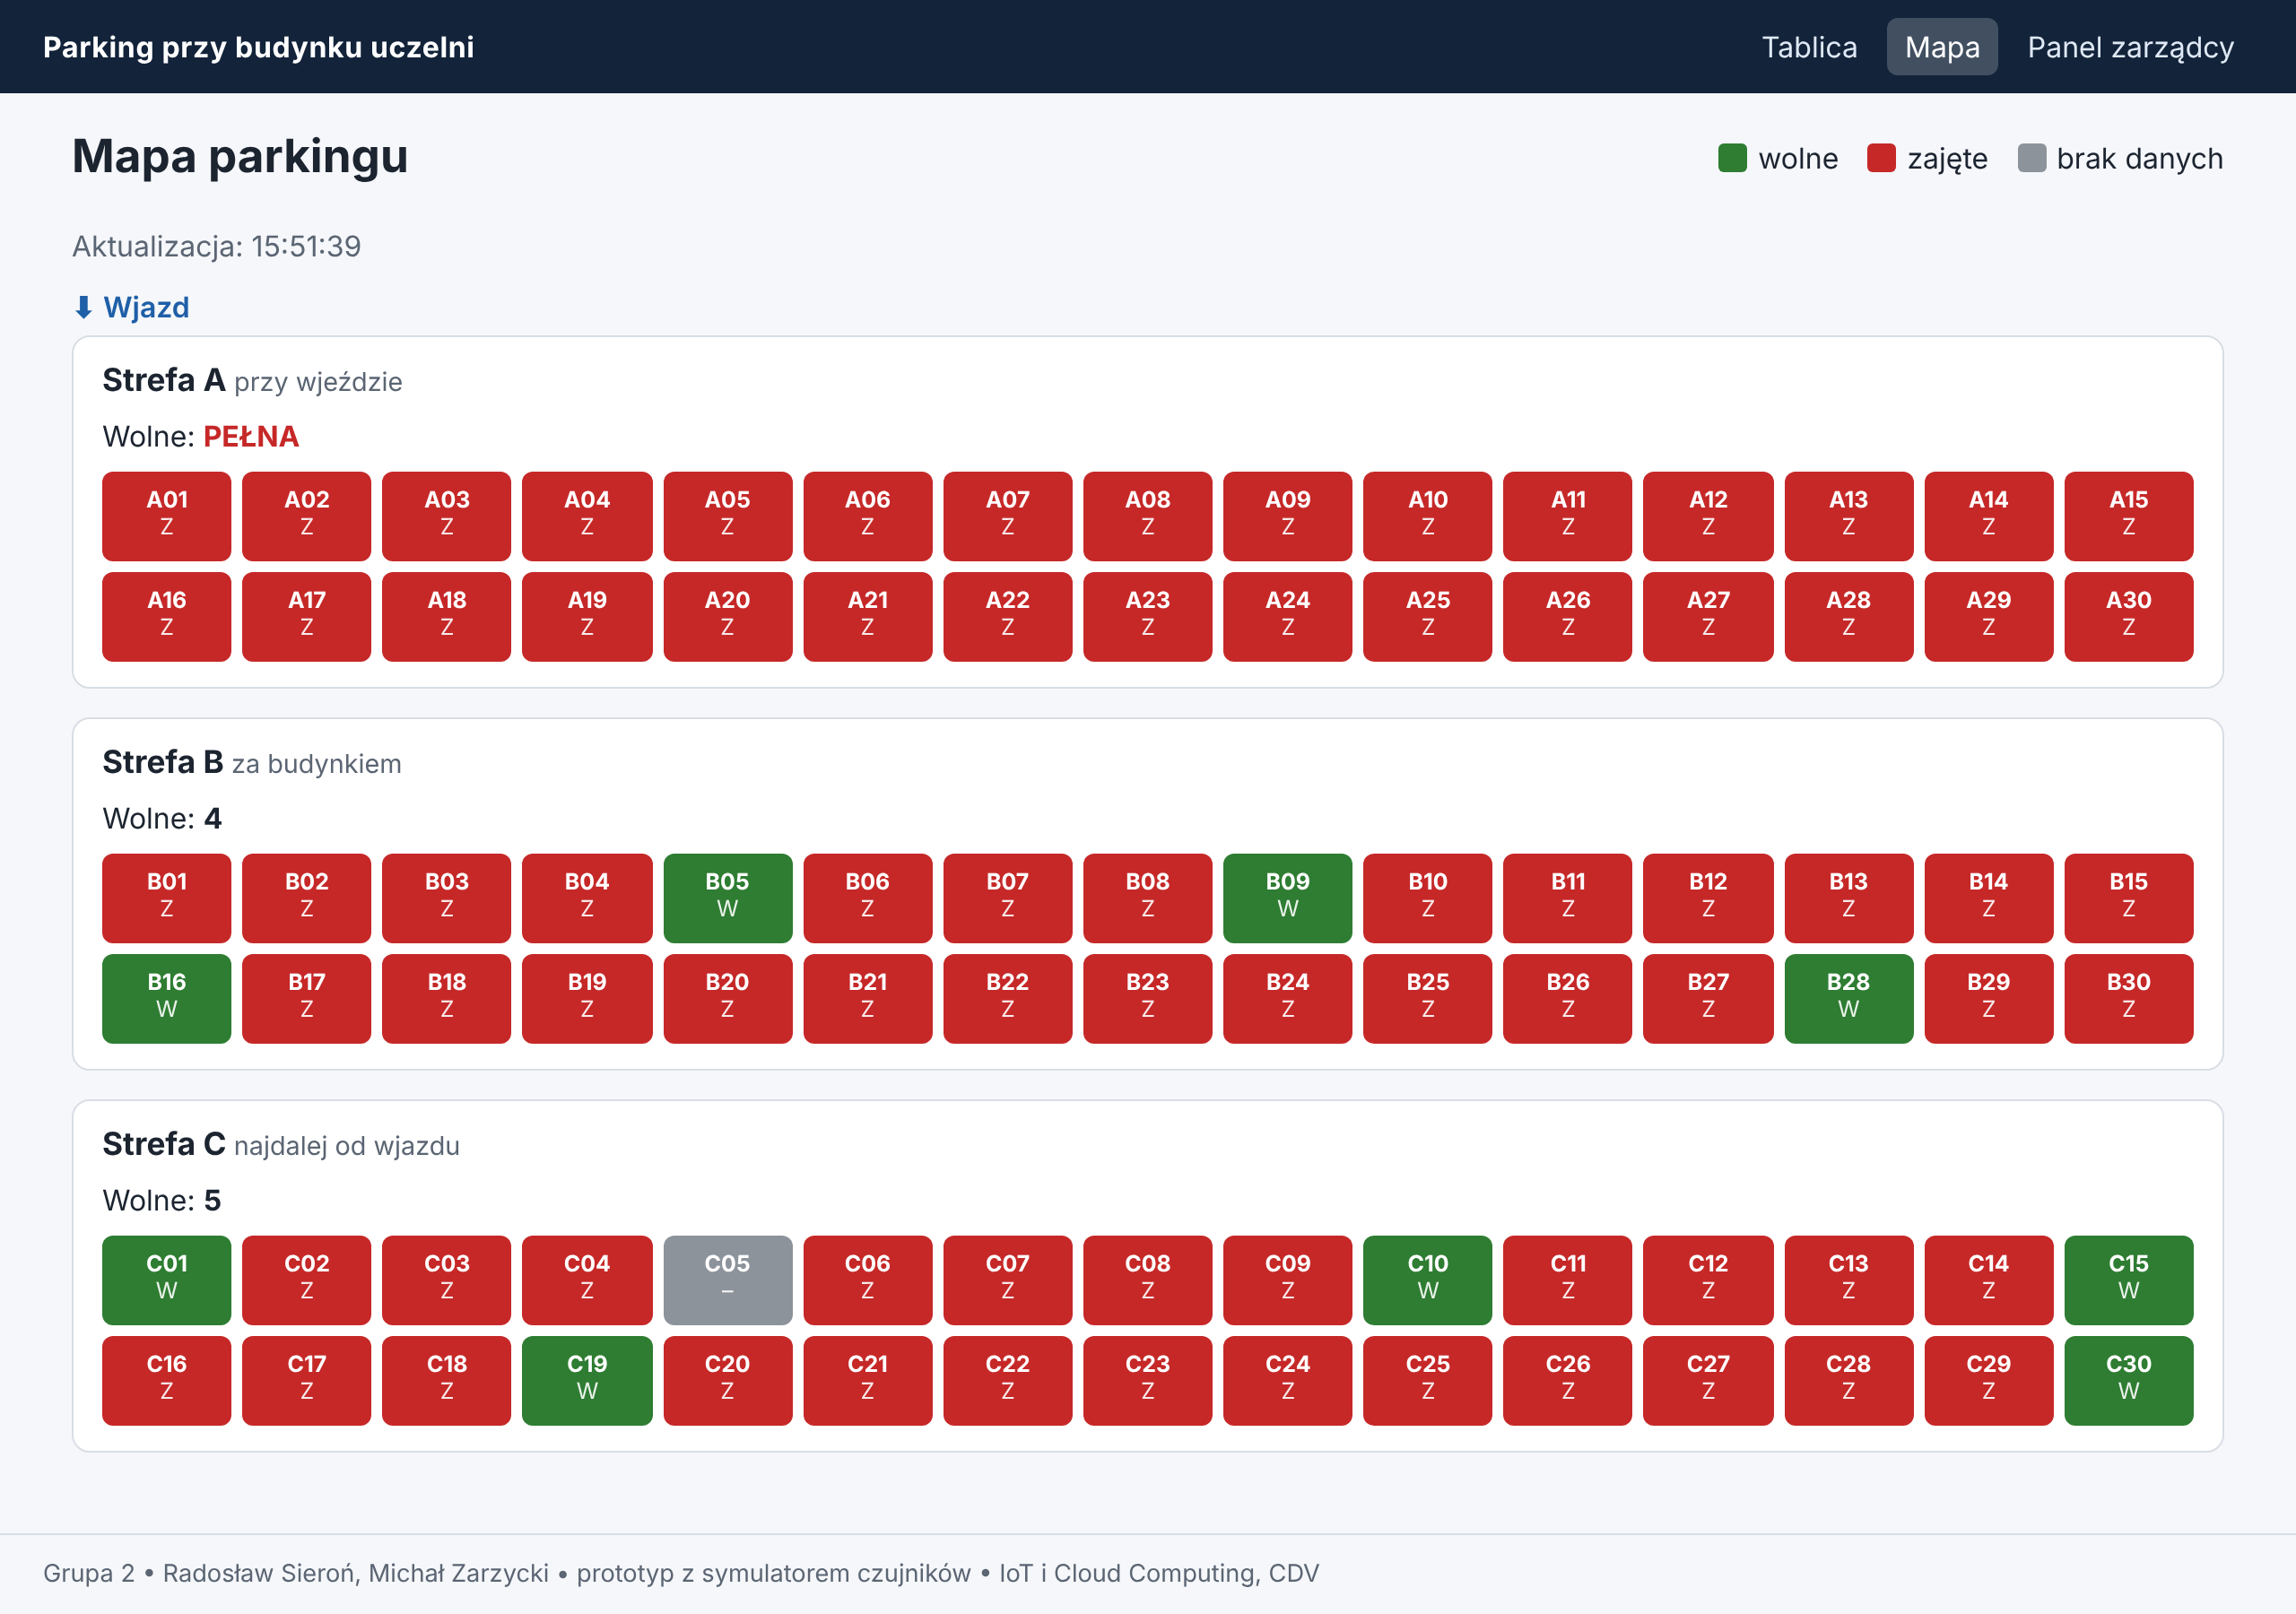 Parking przy budynku uczelni Tablica Mapa Panel zarządcy
Mapa parkingu wolne zajęte brak danych
Aktualizacja: 15:51:39
⬇ Wjazd
Strefa A przy wjeździe
Wolne: PEŁNA
A01 A02 A03 A04 A05 A06 A07 A08 A09 A10 A11 A12 A13 A14 A15
Z Z Z Z Z Z Z Z Z Z Z Z Z Z Z
A16 A17 A18 A19 A20 A21 A22 A23 A24 A25 A26 A27 A28 A29 A30
Z Z Z Z Z Z Z Z Z Z Z Z Z Z Z
Strefa B za budynkiem
Wolne: 4
B01 B02 B03 B04 B05 B06 B07 B08 B09 B10 B11 B12 B13 B14 B15
Z Z Z Z W Z Z Z W Z Z Z Z Z Z
B16 B17 B18 B19 B20 B21 B22 B23 B24 B25 B26 B27 B28 B29 B30
W Z Z Z Z Z Z Z Z Z Z Z W Z Z
Strefa C najdalej od wjazdu
Wolne: 5
C01 C02 C03 C04 C05 C06 C07 C08 C09 C10 C11 C12 C13 C14 C15
W Z Z Z – Z Z Z Z W Z Z Z Z W
C16 C17 C18 C19 C20 C21 C22 C23 C24 C25 C26 C27 C28 C29 C30
Z Z Z W Z Z Z Z Z Z Z Z Z Z W
Grupa 2 • Radosław Sieroń, Michał Zarzycki • prototyp z symulatorem czujników • IoT i Cloud Computing, CDV